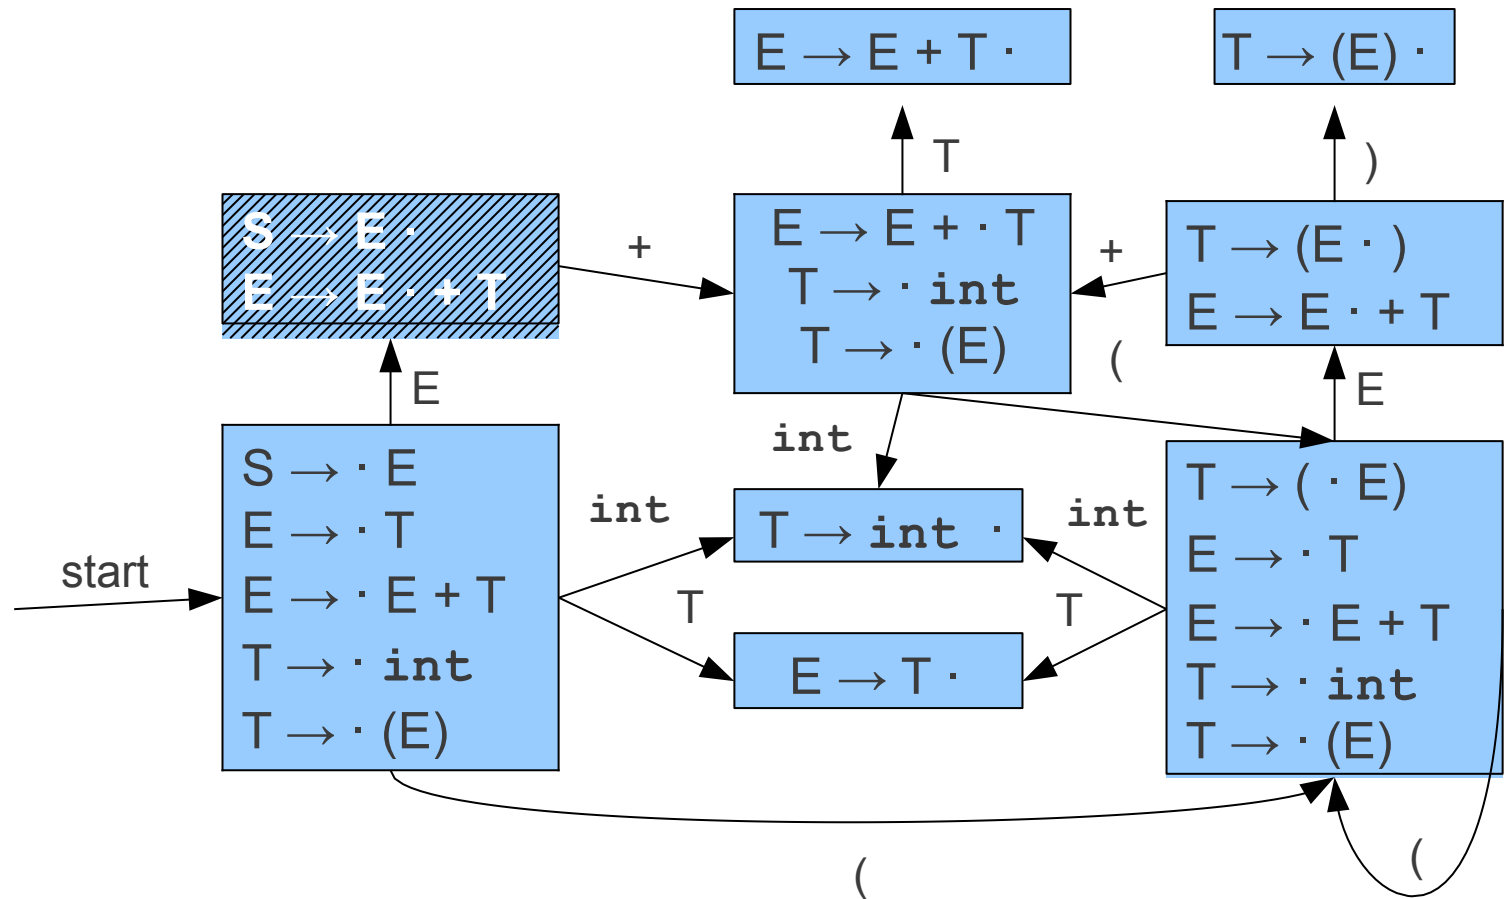 E → E + T ·
T → (E) ·
T
)
S → E ·
E → E · + T
+
E → E + · T
T → · int
T → · (E)
+
T → (E · )
E → E · + T
(
E
E
int
S → · E
E → · T
E → · E + T
T → · int
T → · (E)
start
int
T → int ·
int
T
E → T ·
T
T → ( · E)
E → · T
E → · E + T
T → · int
T → · (E)
(
(